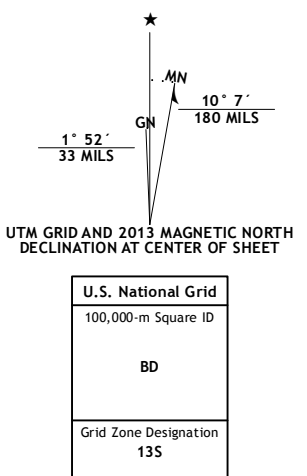 ★
MN
GN
10° 7´
180 MILS
1° 52´
33 MILS
UTM GRID AND 2013 MAGNETIC NORTH
DECLINATION AT CENTER OF SHEET
U.S. National Grid
100,000-m Square ID
BD
Grid Zone Designation
13S